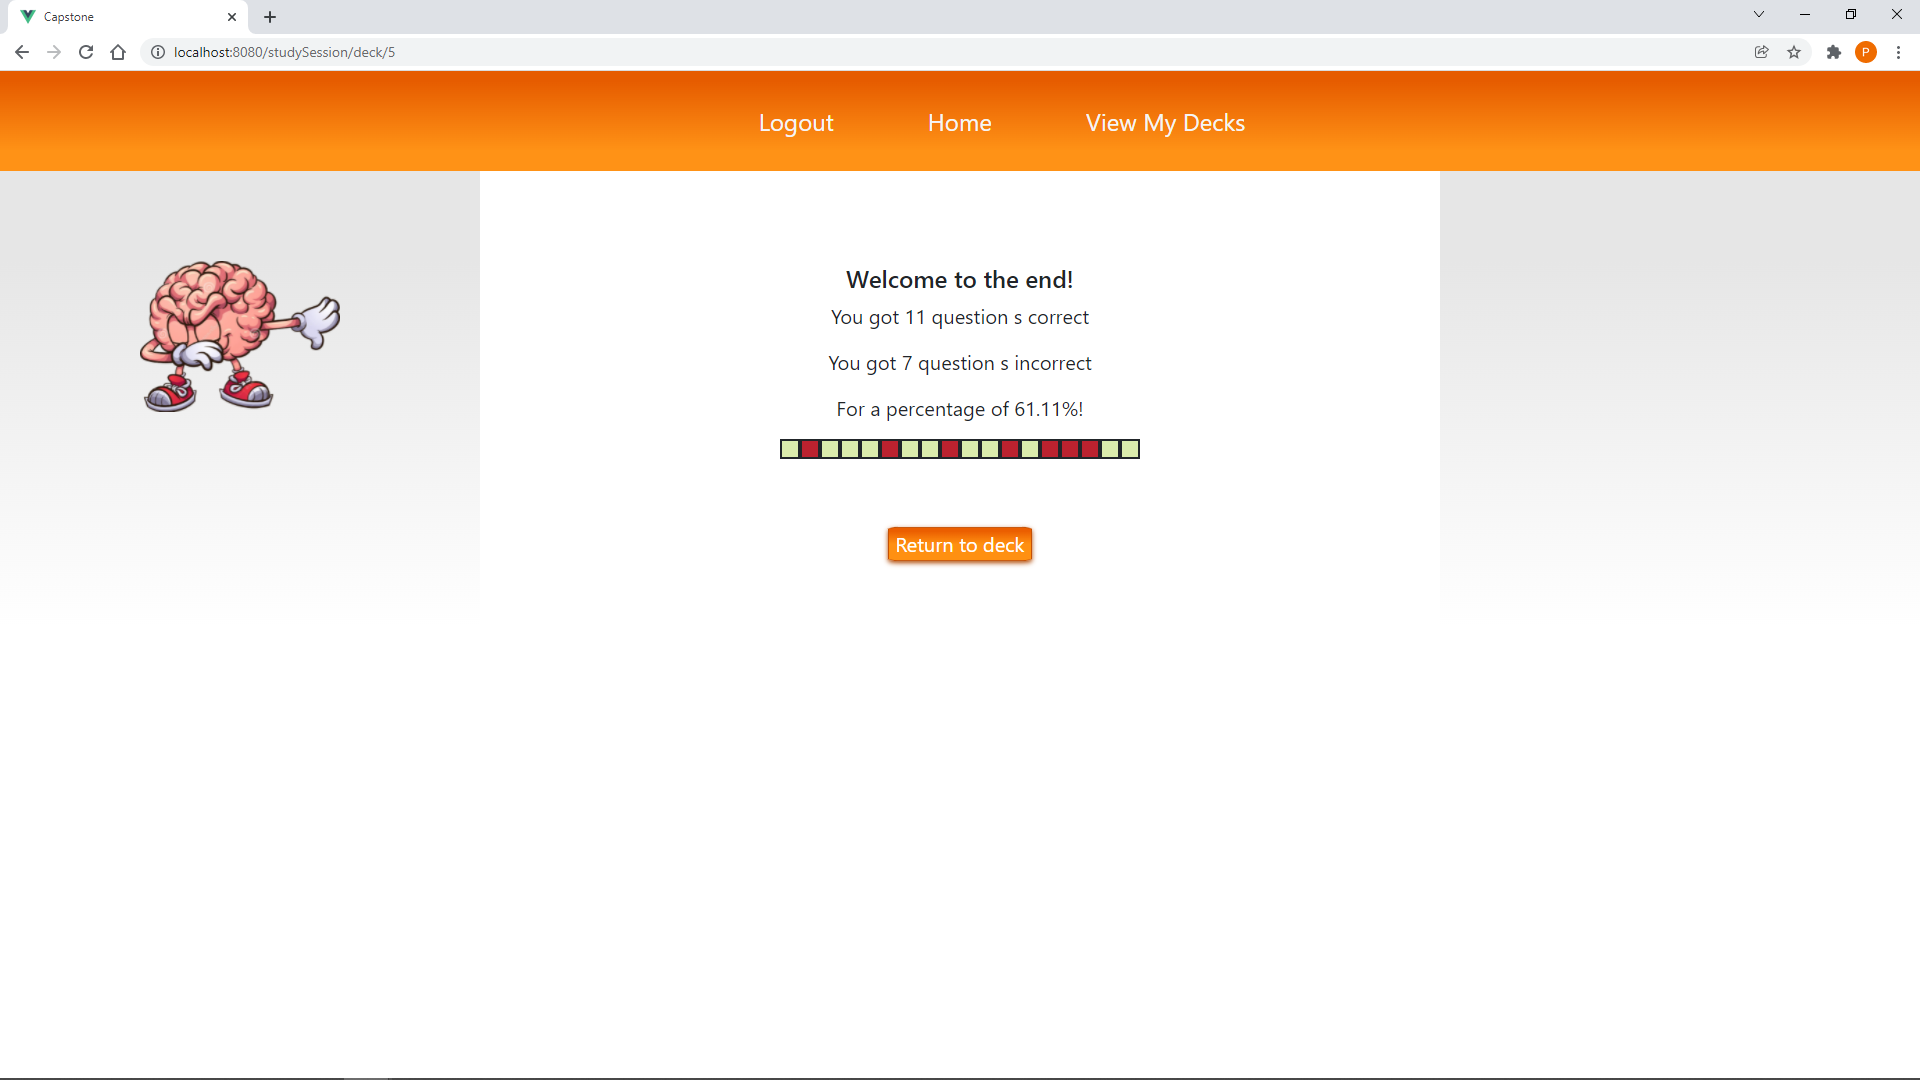 Capstone
localhost:8080/studySession/deck/5
P
Logout Home View My Decks
Welcome to the end!
You got 11 question s correct
You got 7 question s incorrect
For a percentage of 61.11%!
Return to deck